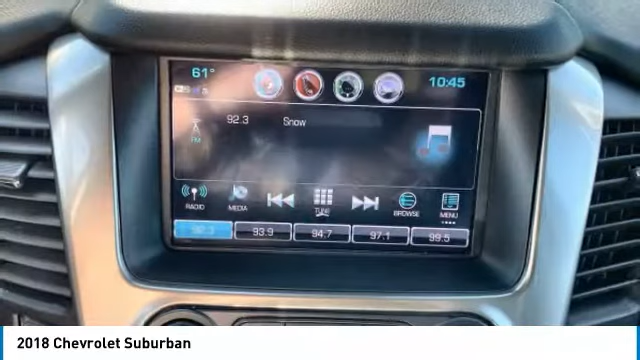 61° 10:45
92.3 Snow
FM
RADIO MEDIA TUNE BROWSE MENU
92.3 93.9 94.7 97.1 99.5
2018 Chevrolet Suburban